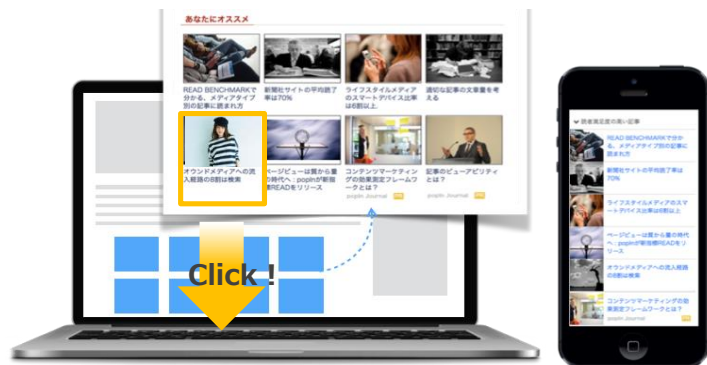 あなたにオススメ
READ BENCHMARKで
分かる、メディアタイプ
別の記事に読まれ方
新聞社サイトの平均読了
率は70%
ライフスタイルメディア
のスマートデバイス出率
は6割以上
適切な記事の文章量を考
える
オウンドメディアへの流
入経路の8割は検索
ページビューは質から量
の時代へ：popInが新指
標READをリリース
コンテンツマーケティン
グの効果測定フレームワ
ークとは？
popIn Journal
記事のビューアビリティ
とは？
popIn Journal
Click !
読者満足度の高い記事
READ BENCHMARKで分か
る、メディアタイプ別の記事に
読まれ方
新聞社サイトの平均読了率は
70%
ライフスタイルメディアのスマ
ートデバイス出率は6割以上
ページビューは質から量の時代
へ：popInが新指標READをリ
リース
オウンドメディアへの流入経路
の8割は検索
コンテンツマーケティングの効
果測定フレームワークとは？
popIn Journal